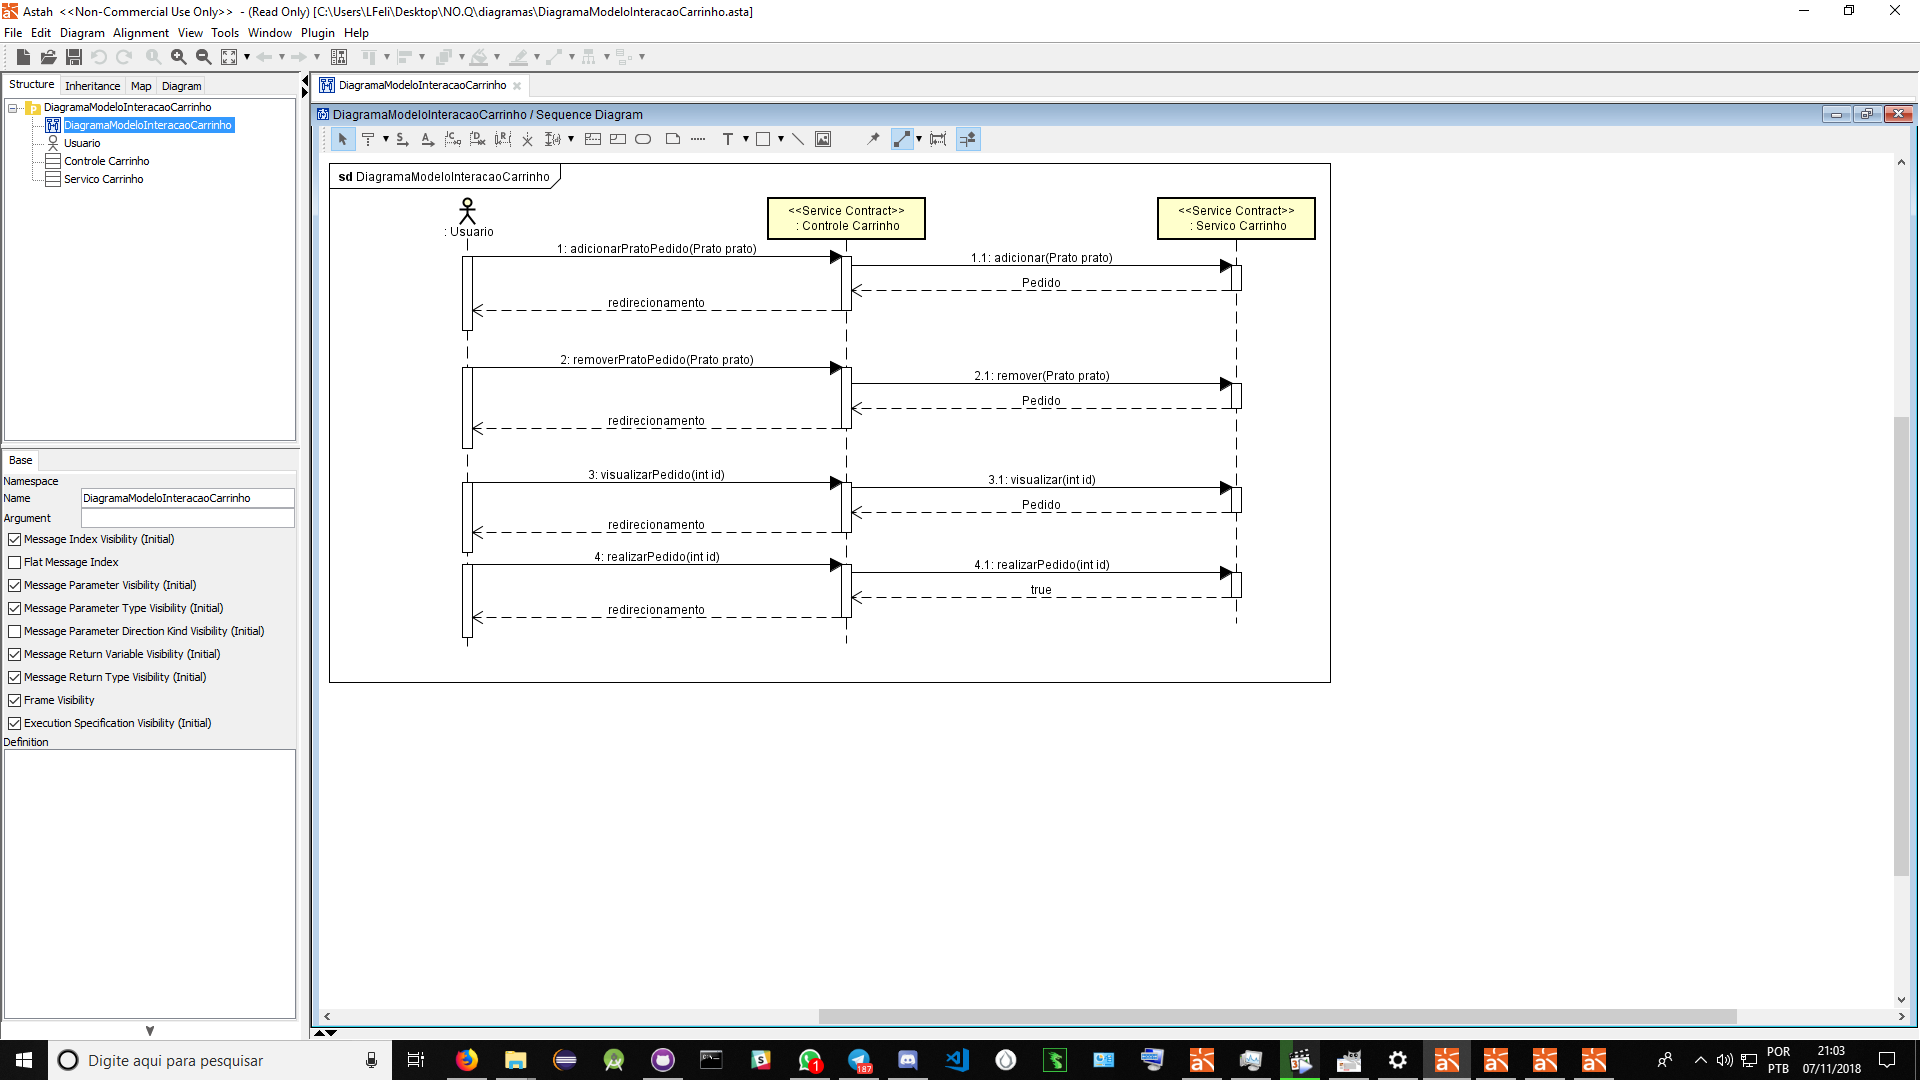 Astah <<Non-Commercial Use Only>> - (Read Only) [C:\Users\LFeli\Desktop\NO.Q\diagramas\DiagramaModeloInteracaoCarrinho.asta]
File Edit Diagram Alignment View Tools Window Plugin Help
Structure Inheritance Map Diagram
DiagramaModeloInteracaoCarrinho
DiagramaModeloInteracaoCarrinho
Usuario
Controle Carrinho
Servico Carrinho
Base
Namespace
Name DiagramaModeloInteracaoCarrinho
Argument
Message Index Visibility (Initial)
Flat Message Index
Message Parameter Visibility (Initial)
Message Parameter Type Visibility (Initial)
Message Parameter Direction Kind Visibility (Initial)
Message Return Variable Visibility (Initial)
Message Return Type Visibility (Initial)
Frame Visibility
Execution Specification Visibility (Initial)
Definition
DiagramaModeloInteracaoCarrinho
DiagramaModeloInteracaoCarrinho / Sequence Diagram
sd DiagramaModeloInteracaoCarrinho
: Usuario
<<Service Contract>>
: Controle Carrinho
<<Service Contract>>
: Servico Carrinho
1: adicionarPratoPedido(Prato prato)
1.1: adicionar(Prato prato)
Pedido
redirecionamento
2: removerPratoPedido(Prato prato)
2.1: remover(Prato prato)
Pedido
redirecionamento
3: visualizarPedido(int id)
3.1: visualizar(int id)
Pedido
redirecionamento
4: realizarPedido(int id)
4.1: realizarPedido(int id)
true
redirecionamento
Digite aqui para pesquisar
1
187
POR
PTB
21:03
07/11/2018